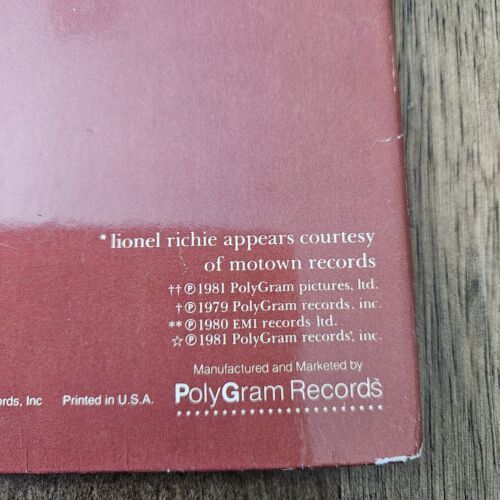 * lionel richie appears courtesy
of motown records
††℗1981 PolyGram pictures, ltd.
†℗1979 PolyGram records, inc.
**℗1980 EMI records ltd.
☆℗1981 PolyGram records, inc.
Manufactured and Marketed by
PolyGram Records
ords, Inc Printed in U.S.A.